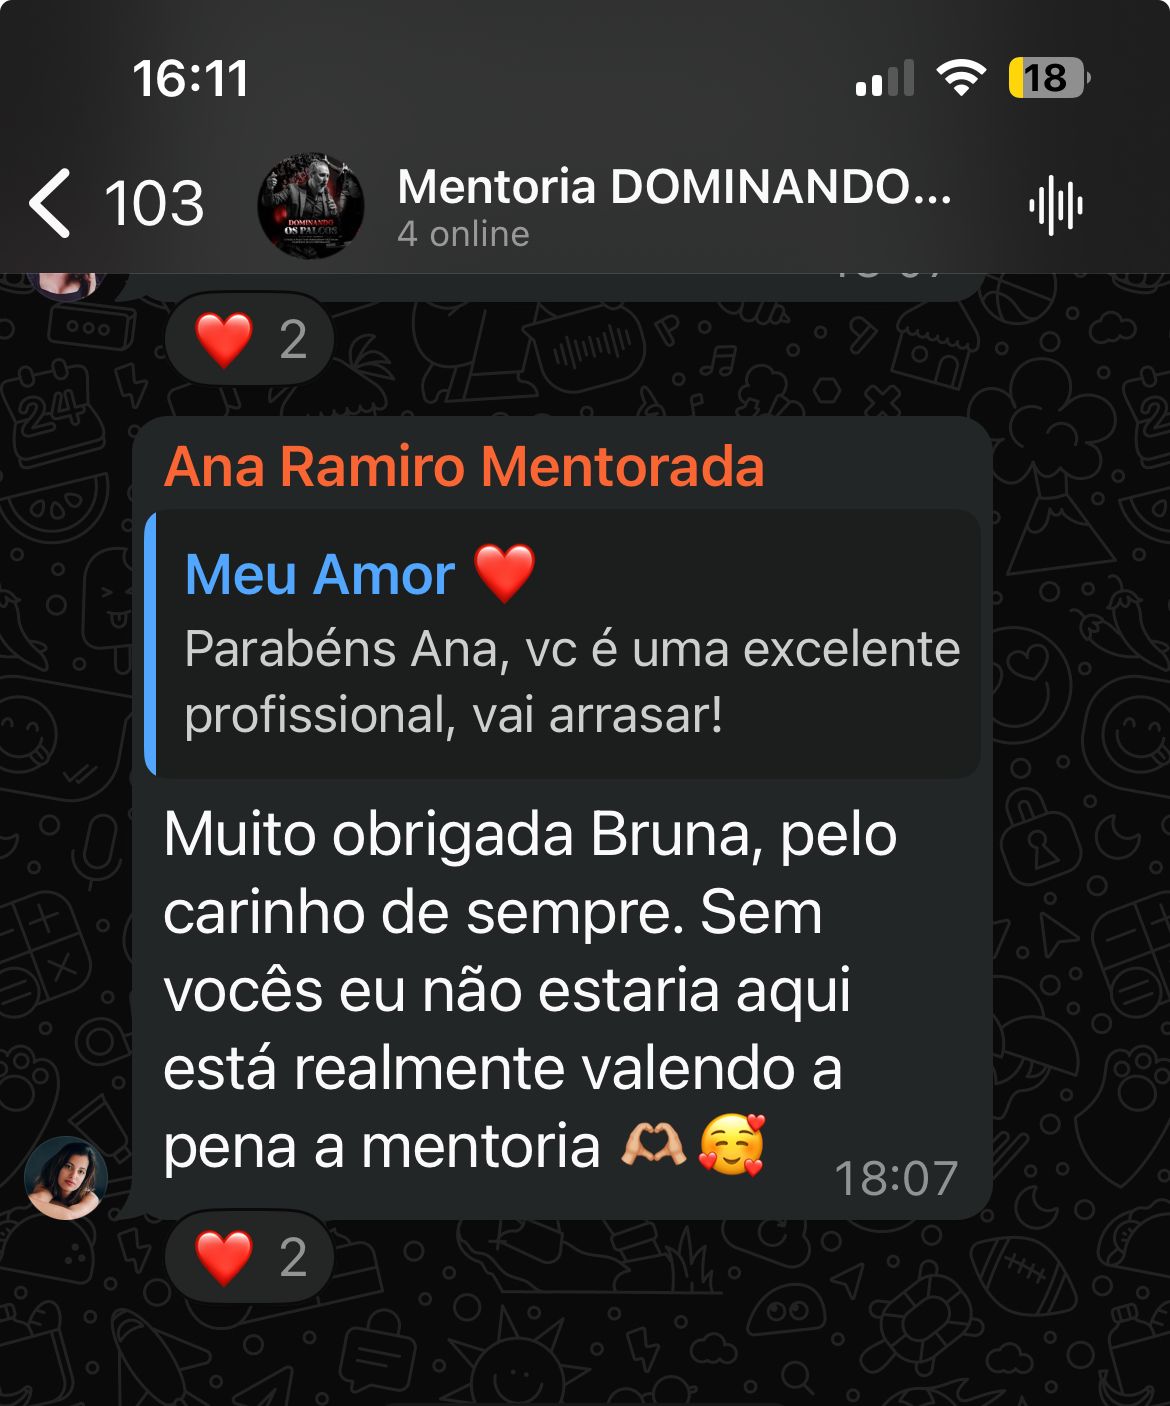 16:11
18
103
Mentoria DOMINANDO...
4 online
DOMINANDO
OS PALCOS
❤️ 2
Ana Ramiro Mentorada
Meu Amor ❤️
Parabéns Ana, vc é uma excelente
profissional, vai arrasar!
Muito obrigada Bruna, pelo
carinho de sempre. Sem
vocês eu não estaria aqui
está realmente valendo a
pena a mentoria 🫶🏼🥰
18:07
❤️ 2